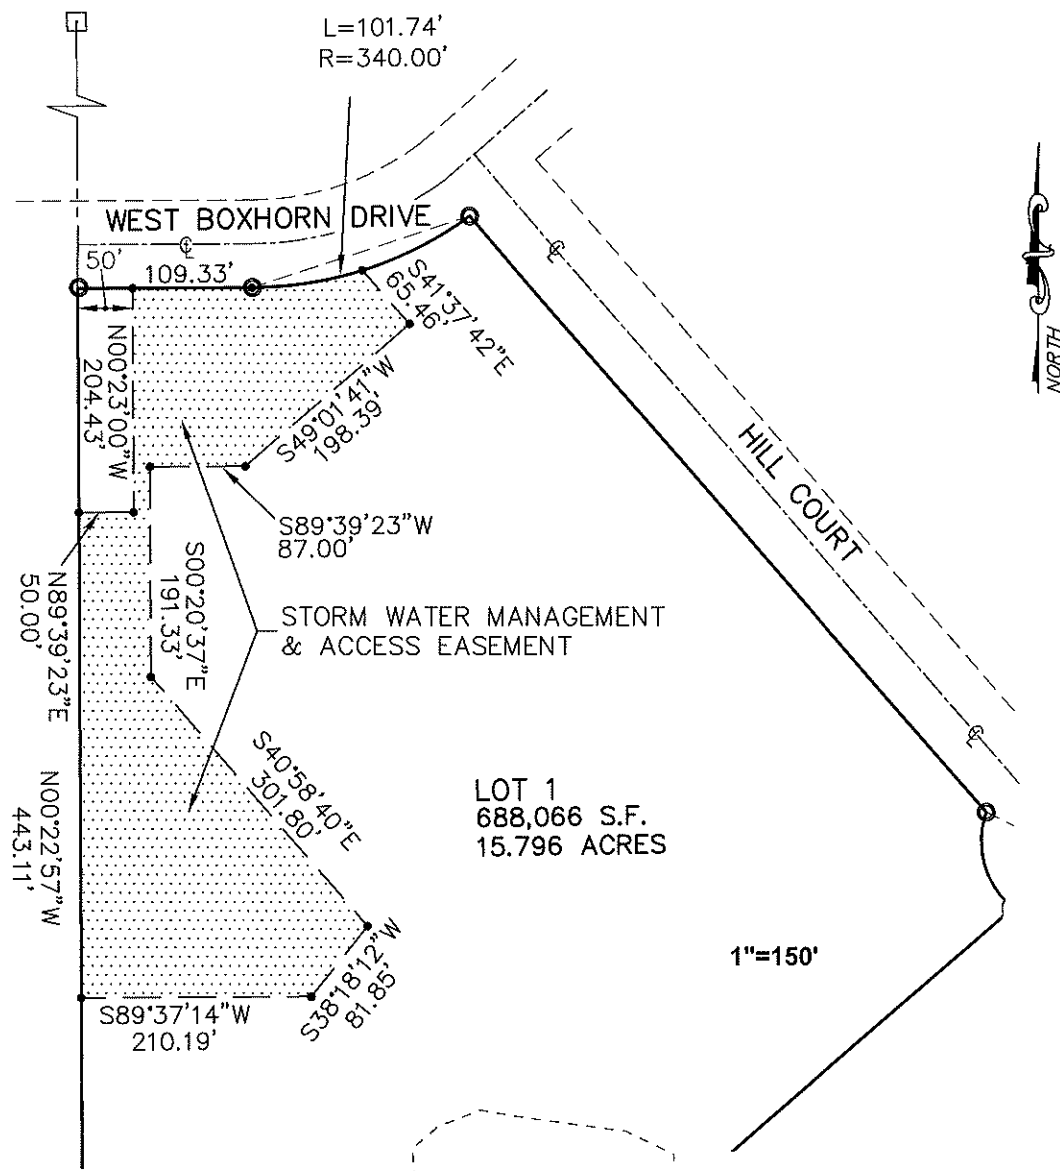 L=101.74'
R=340.00'
WEST BOXHORN DRIVE
℄
50'
109.33'
S41°37'42"E
65.46'
NORTH
N00°23'00"W
204.43'
S49°01'41"W
198.39'
℄
HILL COURT
S89°39'23"W
87.00'
S00°20'37"E
191.33'
N89°39'23"E
50.00'
STORM WATER MANAGEMENT
& ACCESS EASEMENT
℄
S40°58'40"E
301.80'
N00°22'57"W
443.11'
LOT 1
688,066 S.F.
15.796 ACRES
1"=150'
S38°18'12"W
81.85'
S89°37'14"W
210.19'